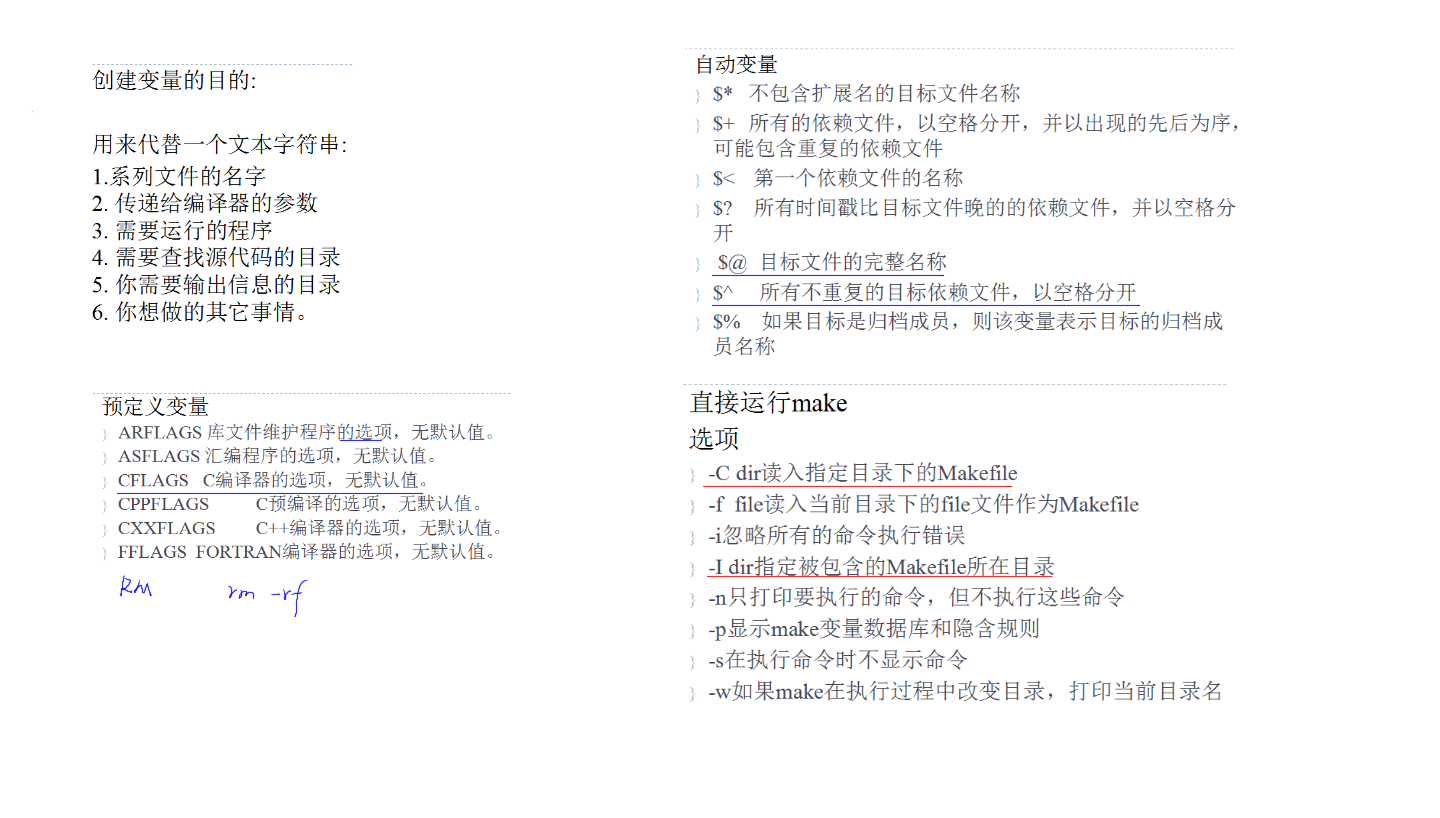 创建变量的目的:
用来代替一个文本字符串:
1.系列文件的名字
2. 传递给编译器的参数
3. 需要运行的程序
4. 需要查找源代码的目录
5. 你需要输出信息的目录
6. 你想做的其它事情。
预定义变量
ARFLAGS 库文件维护程序的选项，无默认值。
ASFLAGS 汇编程序的选项，无默认值。
CFLAGS C编译器的选项，无默认值。
CPPFLAGS C预编译的选项，无默认值。
CXXFLAGS C++编译器的选项，无默认值。
FFLAGS FORTRAN编译器的选项，无默认值。
RM rm -rf
自动变量
$* 不包含扩展名的目标文件名称
$+ 所有的依赖文件，以空格分开，并以出现的先后为序，
可能包含重复的依赖文件
$< 第一个依赖文件的名称
$? 所有时间戳比目标文件晚的的依赖文件，并以空格分
开
$@ 目标文件的完整名称
$^ 所有不重复的目标依赖文件，以空格分开
$% 如果目标是归档成员，则该变量表示目标的归档成
员名称
直接运行make
选项
-C dir读入指定目录下的Makefile
-f file读入当前目录下的file文件作为Makefile
-i忽略所有的命令执行错误
-I dir指定被包含的Makefile所在目录
-n只打印要执行的命令，但不执行这些命令
-p显示make变量数据库和隐含规则
-s在执行命令时不显示命令
-w如果make在执行过程中改变目录，打印当前目录名